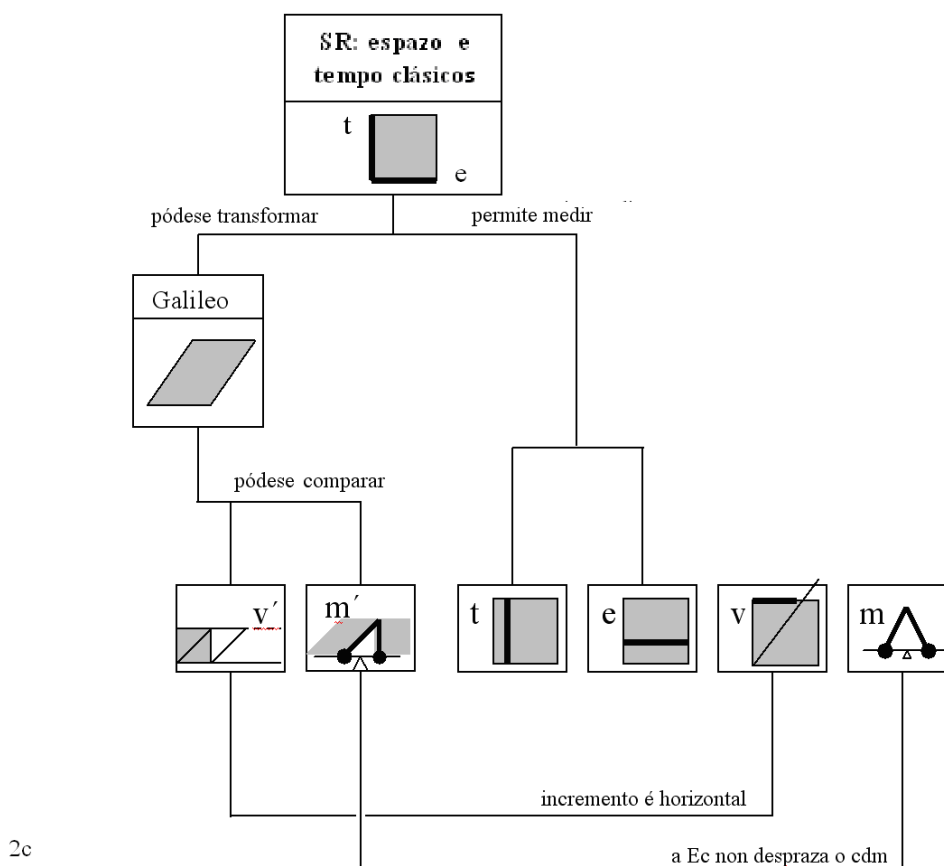 SR: espazo e
tempo clásicos
t
e
pódese transformar
permite medir
Galileo
pódese comparar
v´
m´
t
e
v
m
incremento é horizontal
2c
a Ec non despraza o cdm